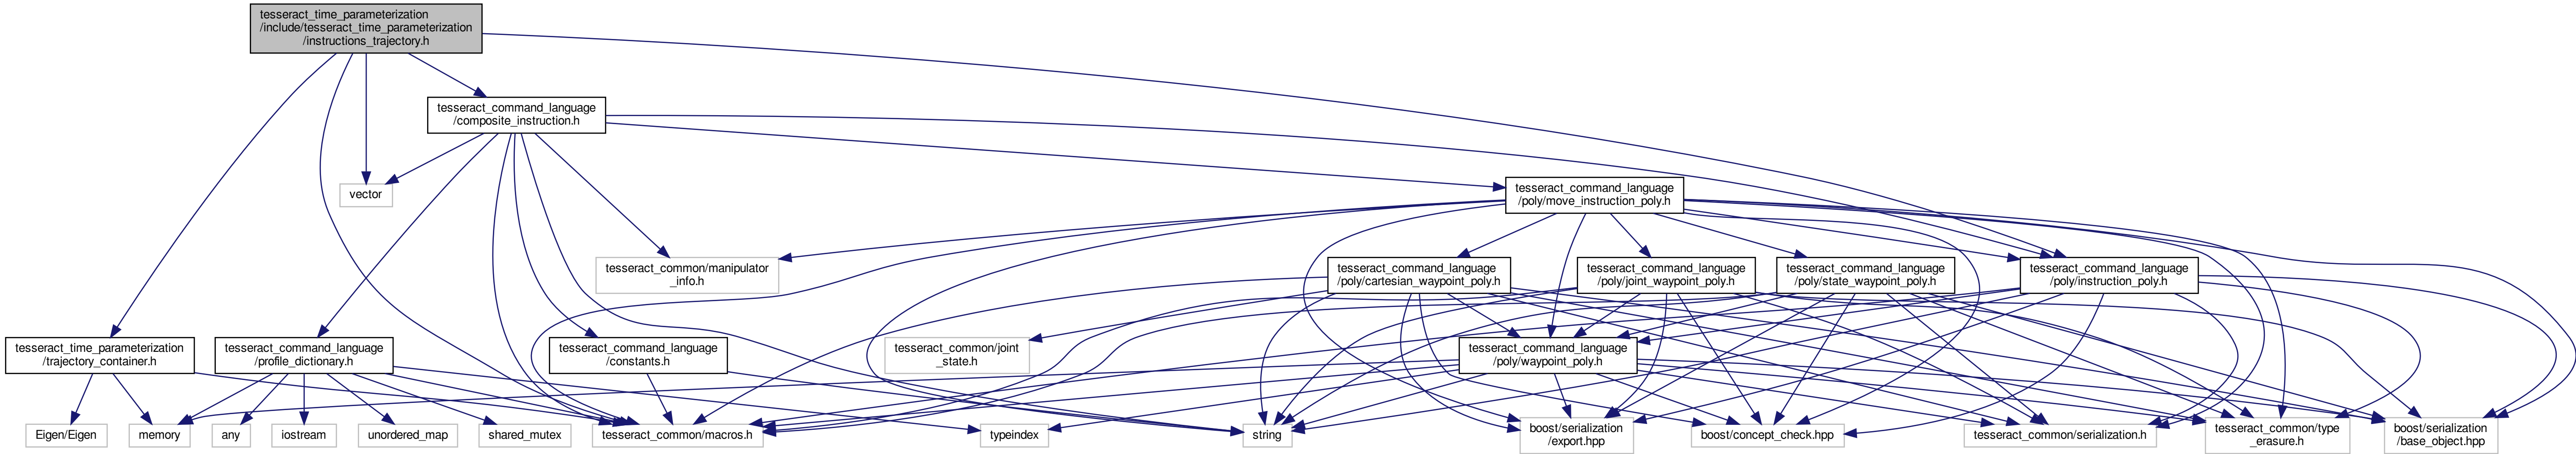 tesseract_time_parameterization
/include/tesseract_time_parameterization
/instructions_trajectory.h
tesseract_command_language
/composite_instruction.h
vector
tesseract_command_language
/poly/move_instruction_poly.h
tesseract_common/manipulator
_info.h
tesseract_command_language
/poly/cartesian_waypoint_poly.h
tesseract_command_language
/poly/joint_waypoint_poly.h
tesseract_command_language
/poly/state_waypoint_poly.h
tesseract_command_language
/poly/instruction_poly.h
tesseract_time_parameterization
/trajectory_container.h
tesseract_command_language
/profile_dictionary.h
tesseract_command_language
/constants.h
tesseract_common/joint
_state.h
tesseract_command_language
/poly/waypoint_poly.h
Eigen/Eigen
memory
any
iostream
unordered_map
shared_mutex
tesseract_common/macros.h
typeindex
string
boost/serialization
/export.hpp
boost/concept_check.hpp
tesseract_common/serialization.h
tesseract_common/type
_erasure.h
boost/serialization
/base_object.hpp